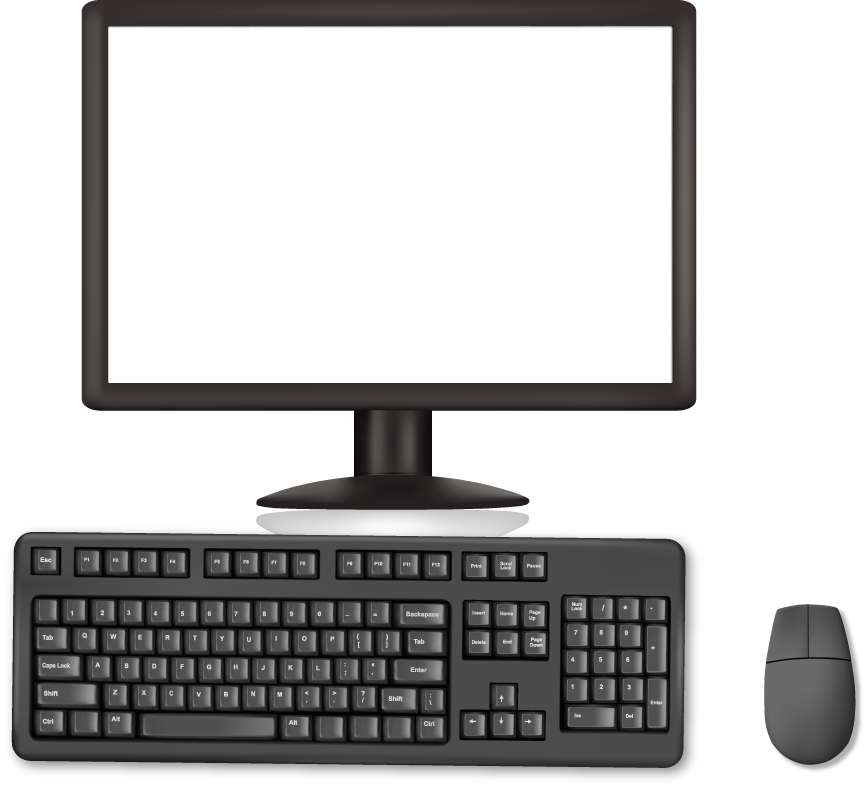 Esc F1 F2 F3 F4 F5 F6 F7 F8 F9 F10 F11 F12 Print Scroll Lock Pause
1 2 3 4 5 6 7 8 9 0 _ = Backspace Insert Home Page Up Num Lock / * -
Tab Q W E R T Y U I O P { [ } ] Tab Delete End Page Down 7 8 9 +
Caps Lock A S D F G H J K L : ; Enter 4 5 6
Shift Z X C V B N M < , > . ? / Shift : \ ↑ 1 2 3 Enter
Ctrl Alt Alt Ctrl ← ↓ → Ins Del